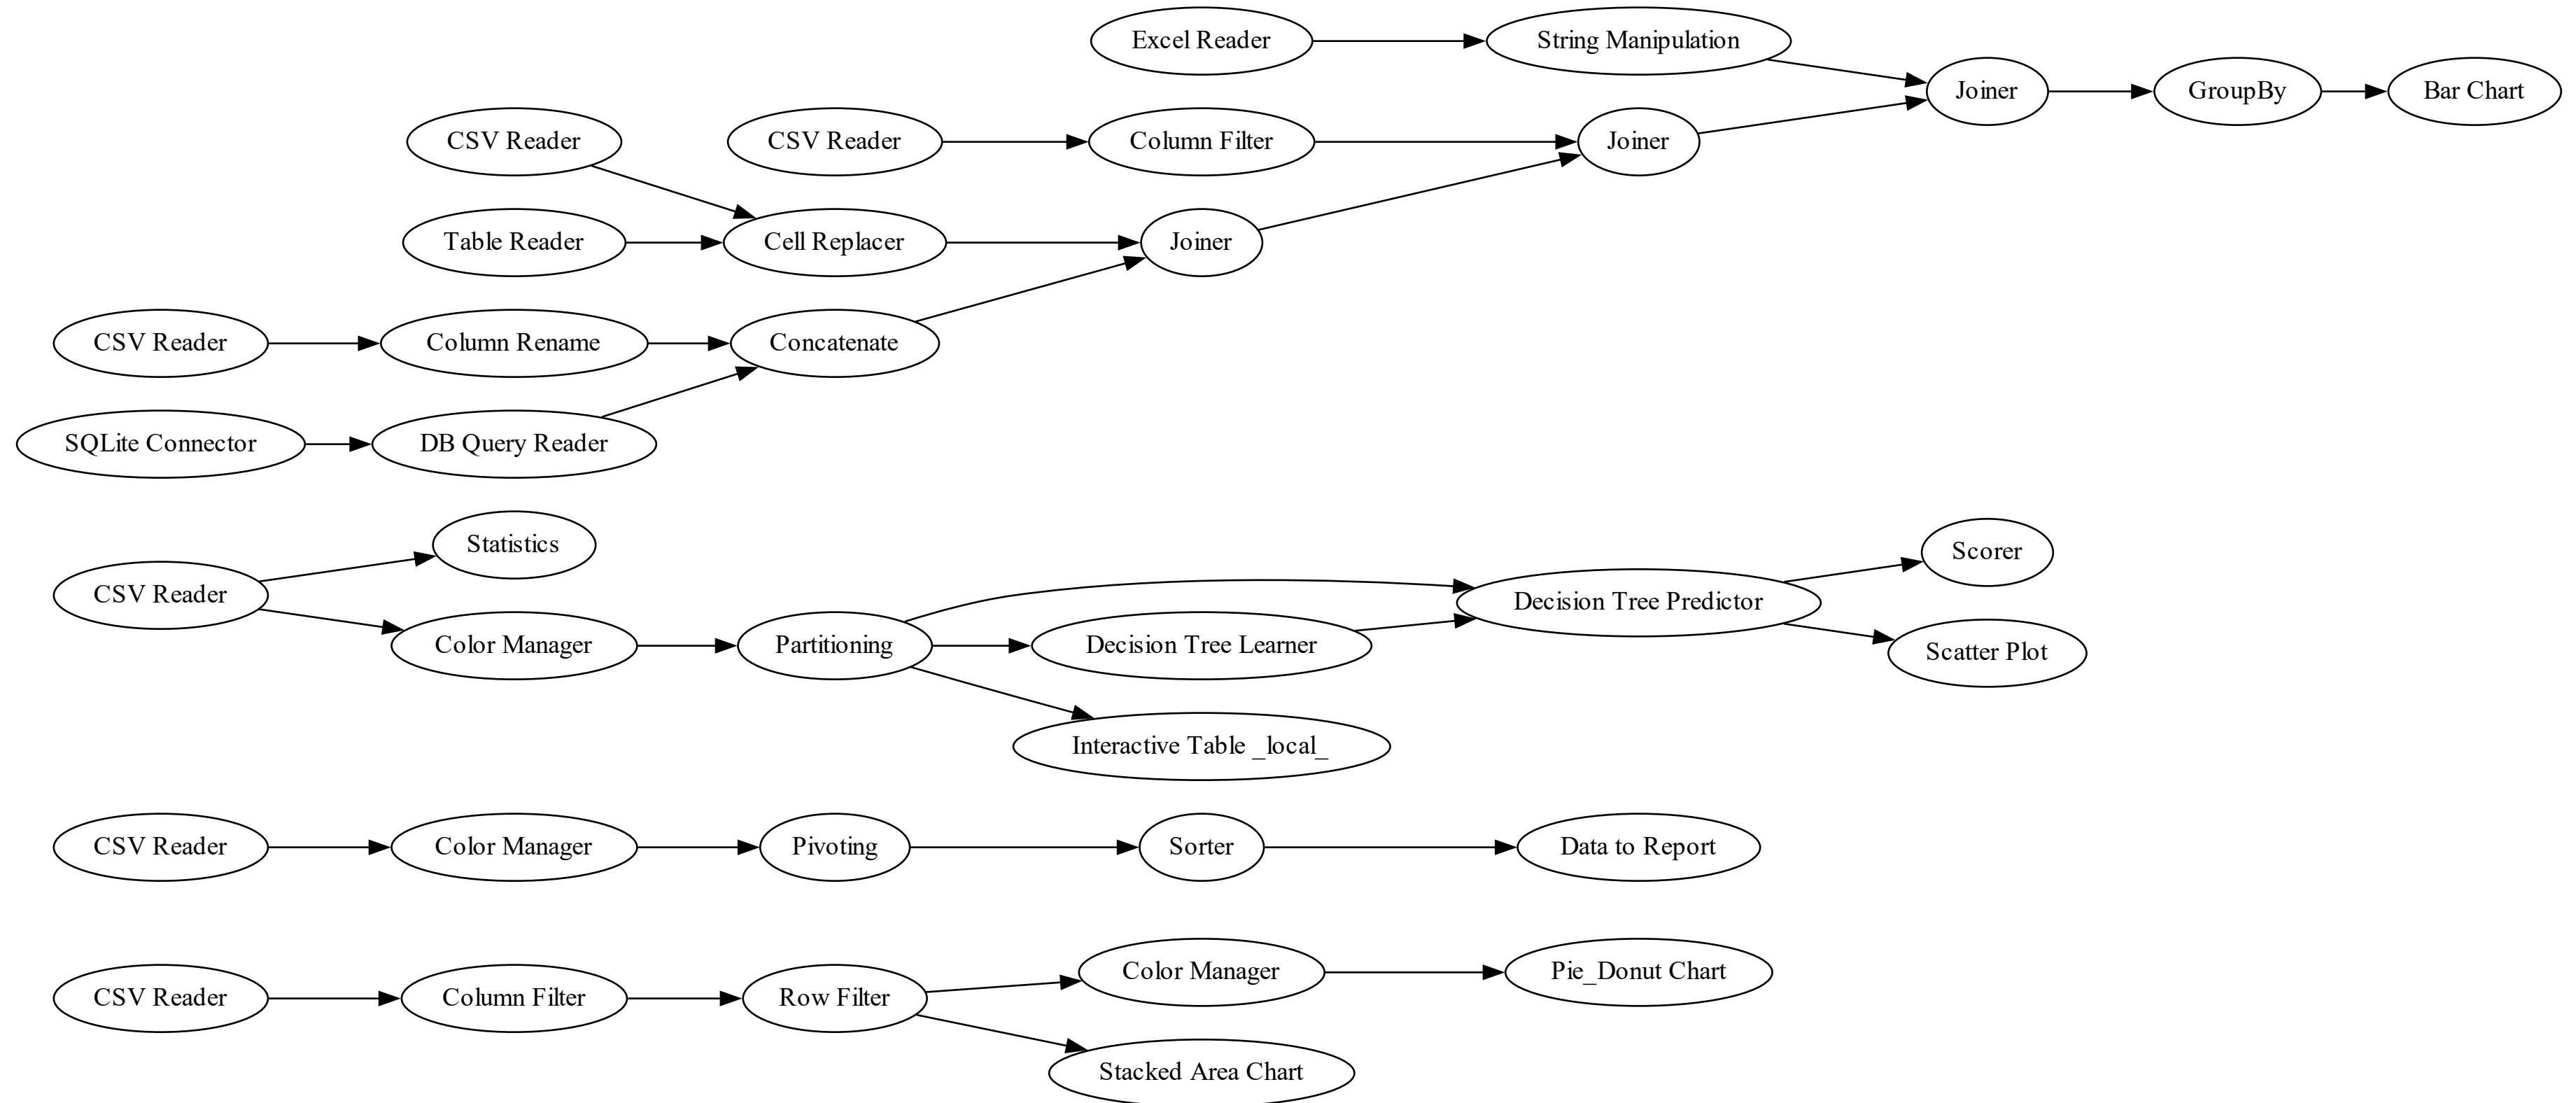 Excel Reader
String Manipulation
Joiner
GroupBy
Bar Chart
CSV Reader
CSV Reader
Column Filter
Joiner
Table Reader
Cell Replacer
Joiner
CSV Reader
Column Rename
Concatenate
SQLite Connector
DB Query Reader
Statistics
CSV Reader
Scorer
Decision Tree Predictor
Color Manager
Partitioning
Decision Tree Learner
Scatter Plot
Interactive Table _local_
CSV Reader
Color Manager
Pivoting
Sorter
Data to Report
CSV Reader
Column Filter
Row Filter
Color Manager
Pie_Donut Chart
Stacked Area Chart